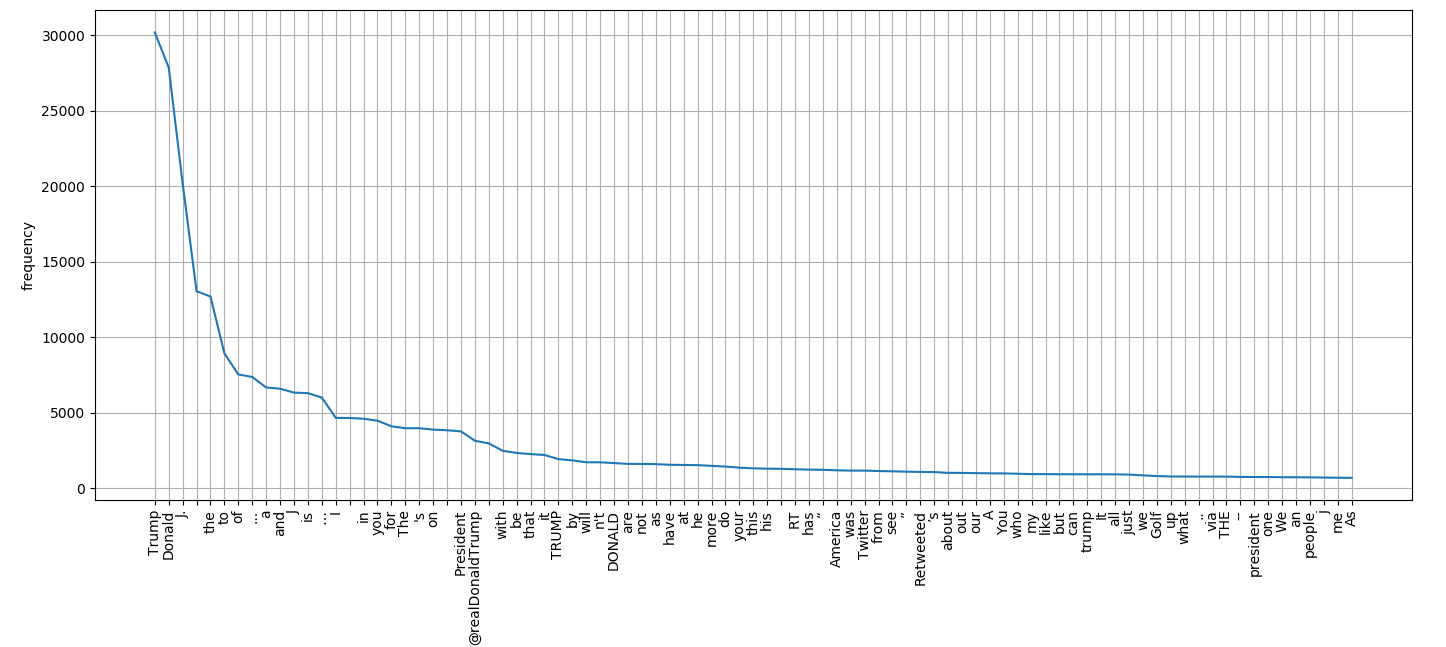 frequency
30000
25000
20000
15000
10000
5000
0
Trump
Donald
J.
the
to
of
...
a
and
J
is
…
I
in
you
for
The
's
on
President
@realDonaldTrump
with
be
that
it
TRUMP
by
will
n't
DONALD
are
not
as
have
at
he
more
do
your
this
his
RT
has
“
America
was
Twitter
from
see
”
Retweeted
’s
about
out
our
A
You
who
my
like
but
can
trump
It
all
just
we
Golf
up
what
..
via
THE
--
president
one
We
an
people
J
me
As